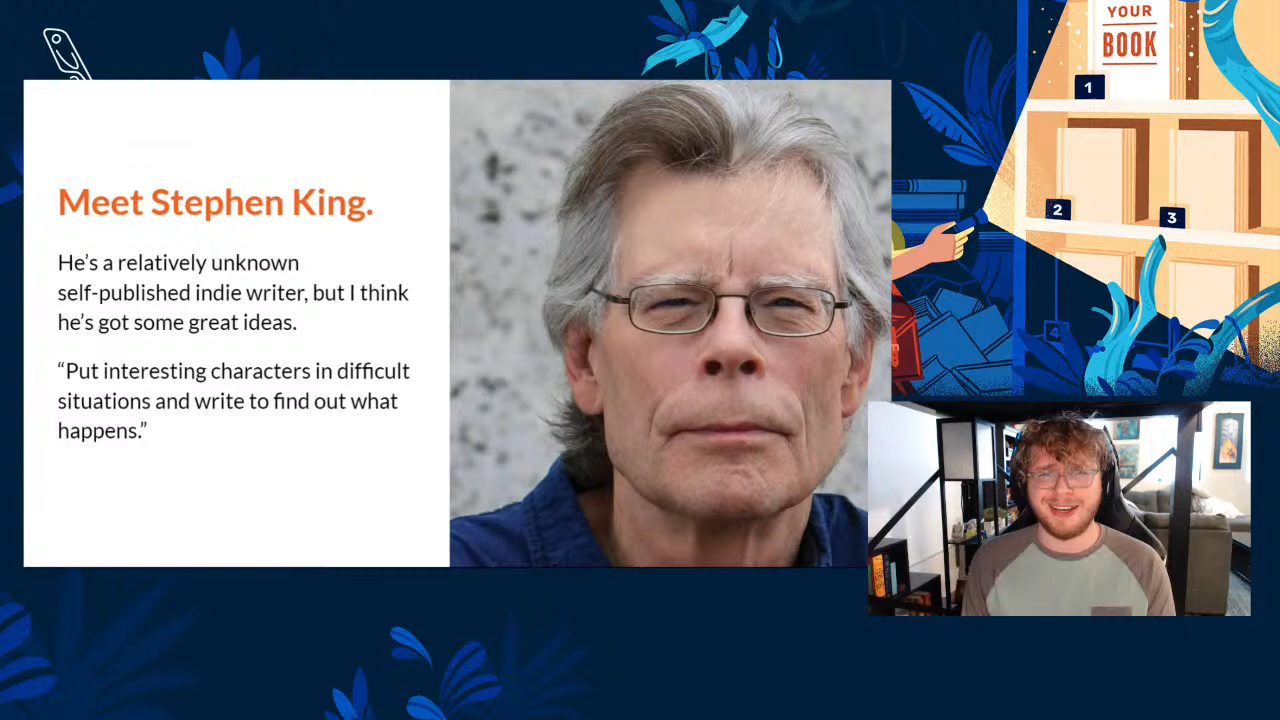 Meet Stephen King.
He’s a relatively unknown
self-published indie writer, but I think
he’s got some great ideas.
“Put interesting characters in difficult
situations and write to find out what
happens.”
YOUR
BOOK
1
2
3
4